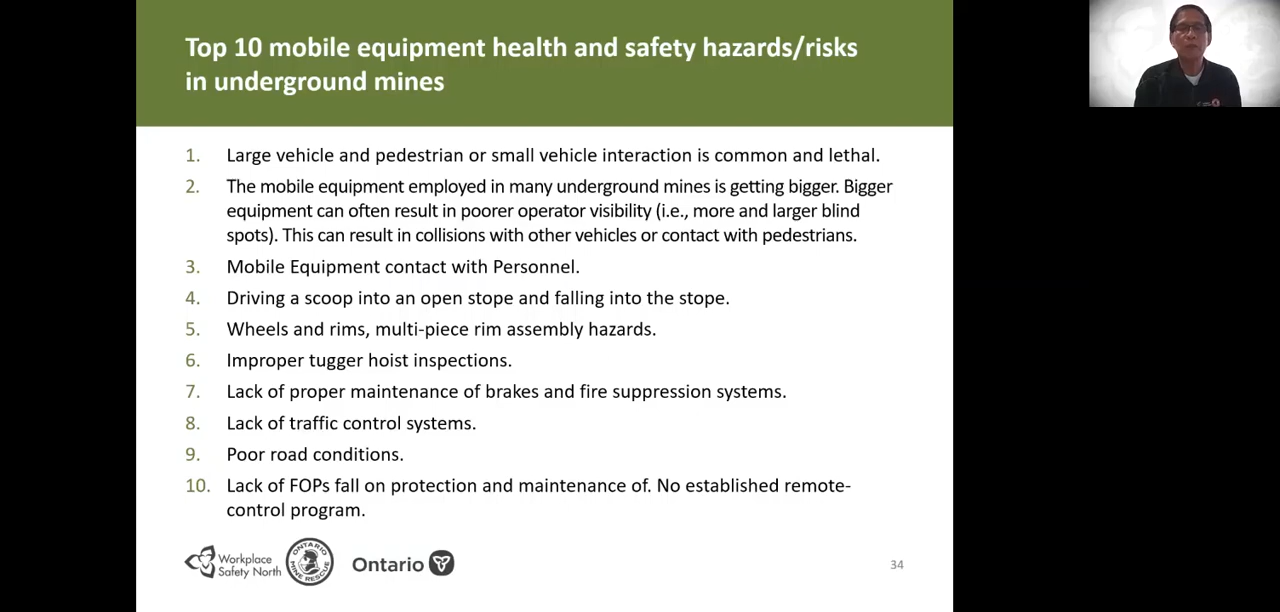 Top 10 mobile equipment health and safety hazards/risks
in underground mines
1. Large vehicle and pedestrian or small vehicle interaction is common and lethal.
2. The mobile equipment employed in many underground mines is getting bigger. Bigger
equipment can often result in poorer operator visibility (i.e., more and larger blind
spots). This can result in collisions with other vehicles or contact with pedestrians.
3. Mobile Equipment contact with Personnel.
4. Driving a scoop into an open stope and falling into the stope.
5. Wheels and rims, multi-piece rim assembly hazards.
6. Improper tugger hoist inspections.
7. Lack of proper maintenance of brakes and fire suppression systems.
8. Lack of traffic control systems.
9. Poor road conditions.
10. Lack of FOPs fall on protection and maintenance of. No established remote-
control program.
Workplace
Safety North
ONTARIO
MINE RESCUE
Ontario
34